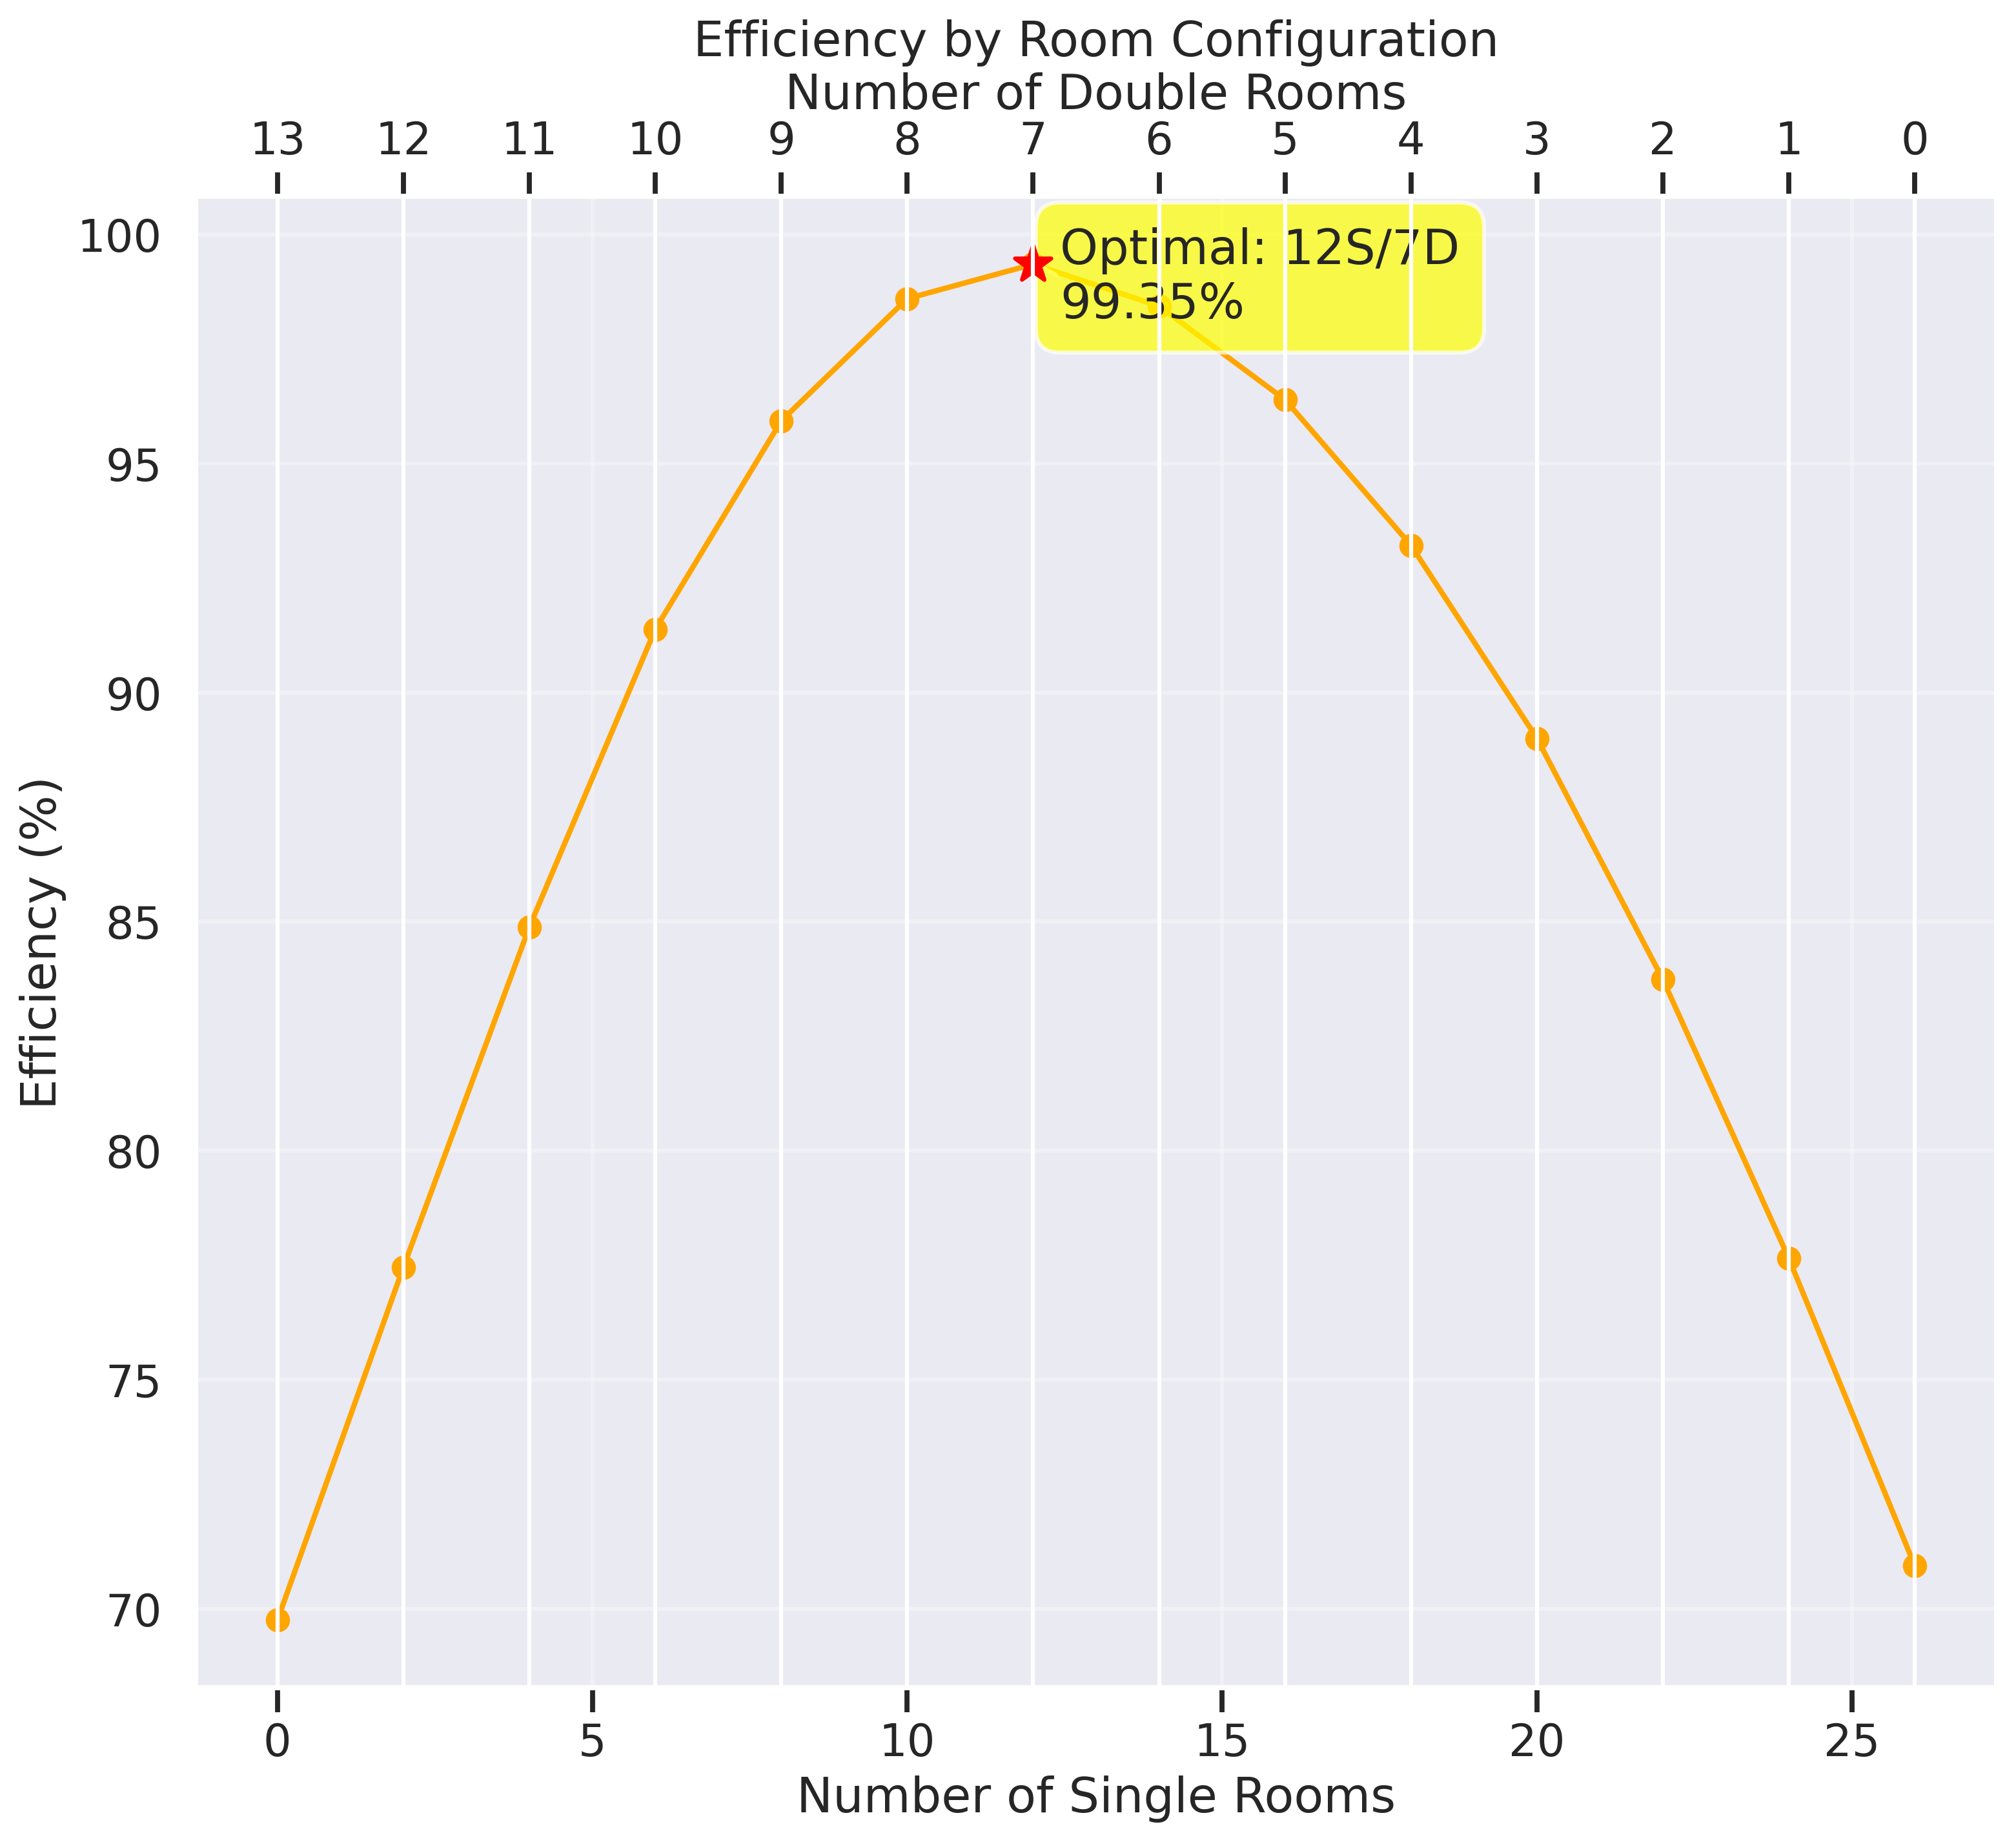 Efficiency by Room Configuration
Number of Double Rooms
13 12 11 10 9 8 7 6 5 4 3 2 1 0
100
Optimal: 12S/7D
99.35%
95
90
85
80
75
70
Efficiency (%)
0 5 10 15 20 25
Number of Single Rooms